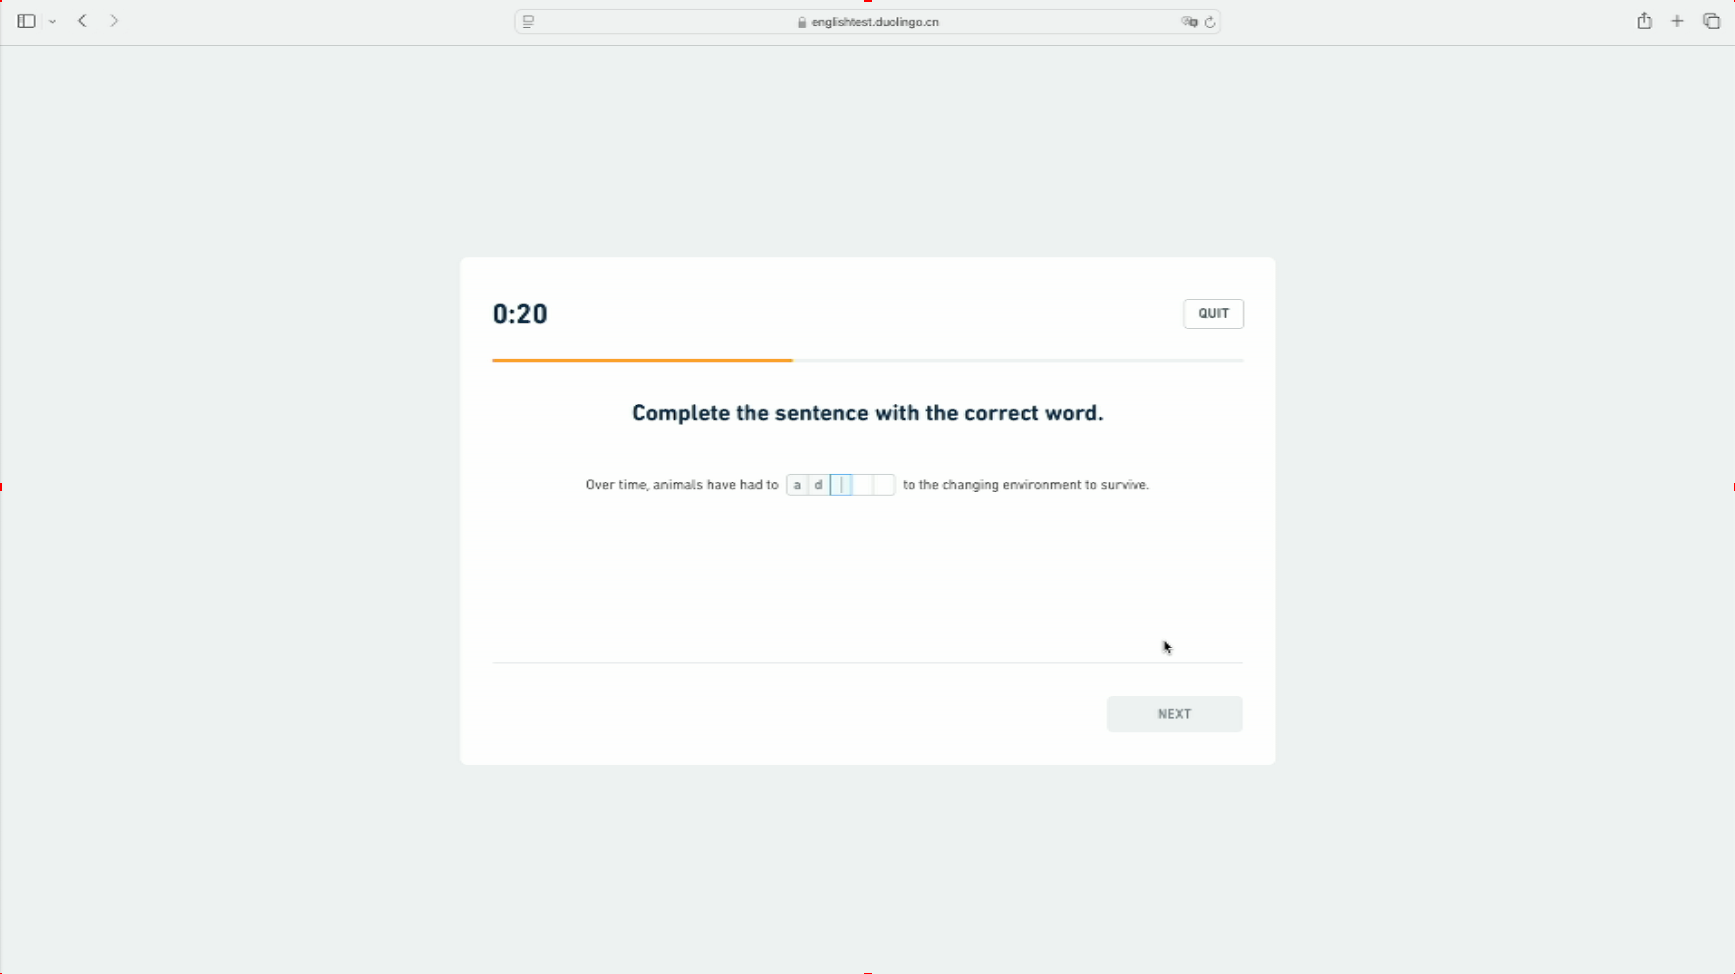 englishtest.duolingo.cn
0:20
QUIT
Complete the sentence with the correct word.
Over time, animals have had to a d to the changing environment to survive.
NEXT